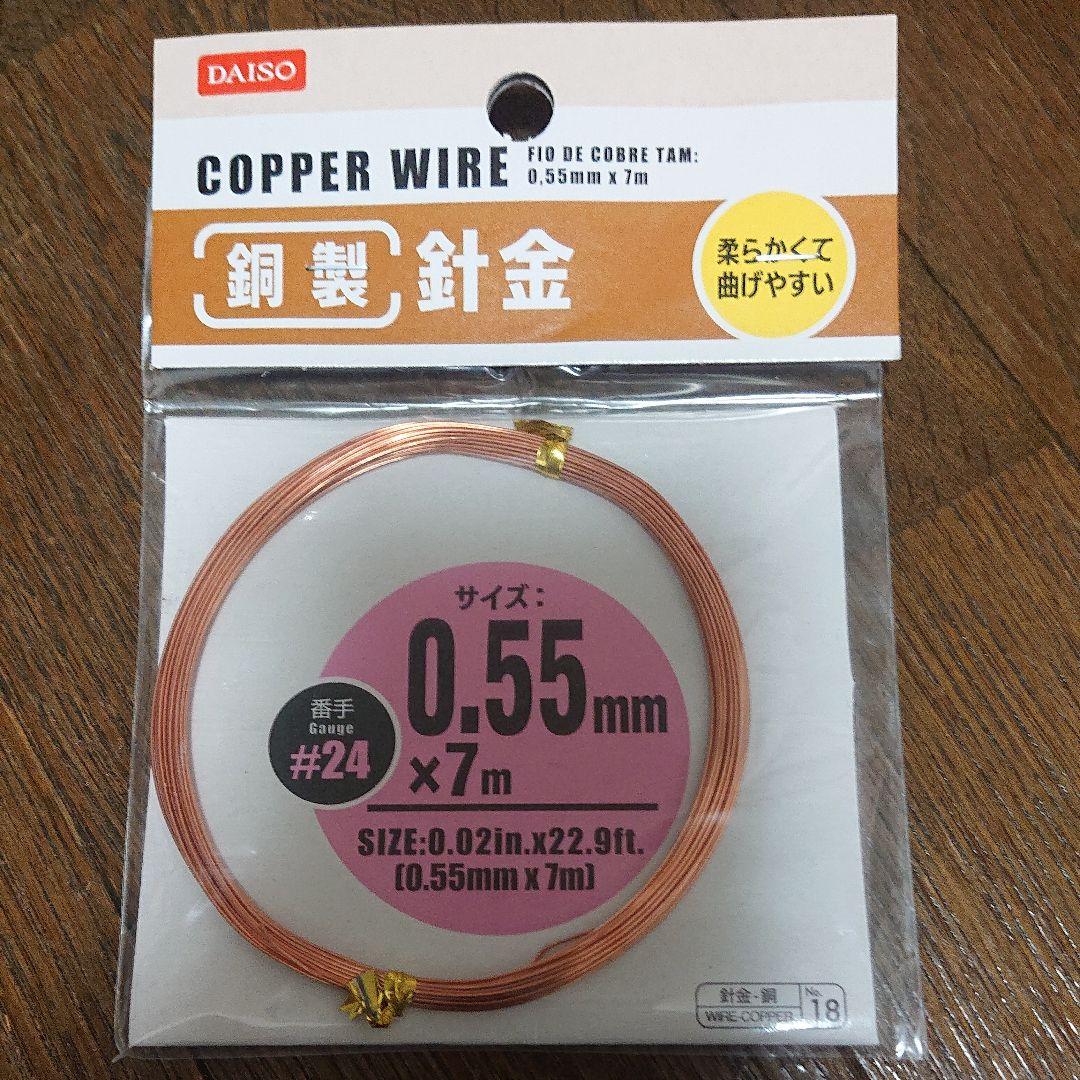 DAISO
COPPER WIRE
FIO DE COBRE TAM:
0,55mm x 7m
銅製 針金
柔らかくて
曲げやすい
サイズ:
0.55mm
×7m
番手
Gauge
#24
SIZE:0.02in.x22.9ft.
(0.55mm x 7m)
針金-銅
WIRE-COPPER
No.
18